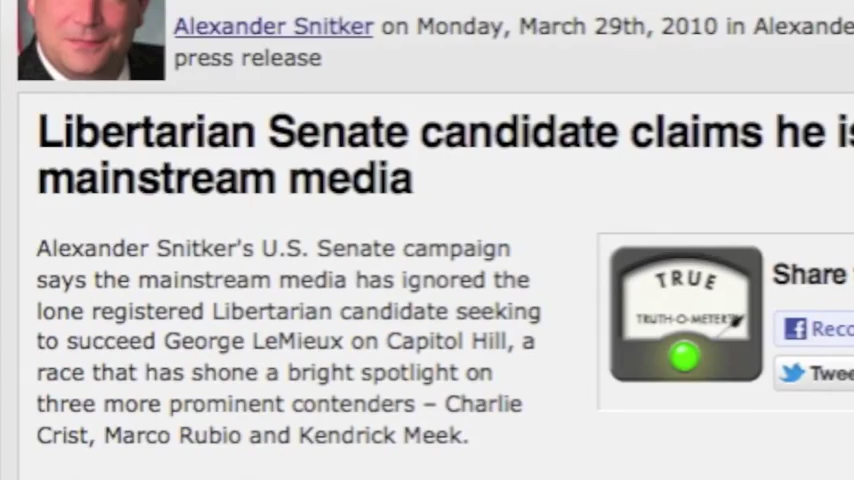 Alexander Snitker on Monday, March 29th, 2010 in Alexande
press release
Libertarian Senate candidate claims he is
mainstream media
Alexander Snitker's U.S. Senate campaign
says the mainstream media has ignored the
lone registered Libertarian candidate seeking
to succeed George LeMieux on Capitol Hill, a
race that has shone a bright spotlight on
three more prominent contenders – Charlie
Crist, Marco Rubio and Kendrick Meek.
TRUE
TRUTH-O-METER
Share
Reco
Twee